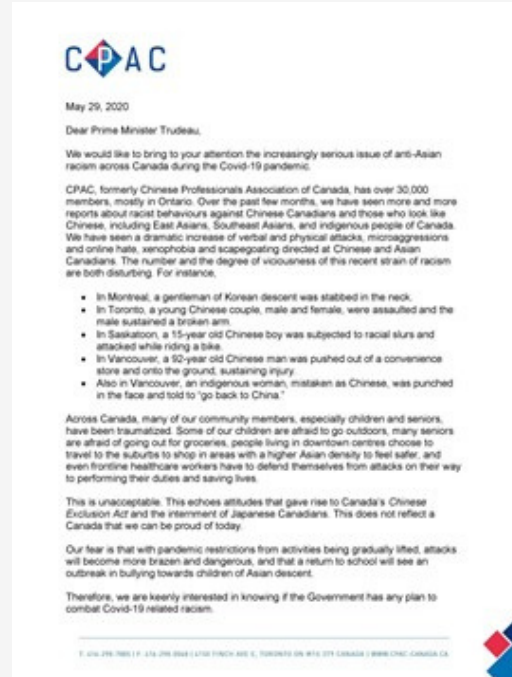 CPAC
May 29, 2020
Dear Prime Minister Trudeau,
We would like to bring to your attention the increasingly serious issue of anti-Asian
racism across Canada during the Covid-19 pandemic.
CPAC, formerly Chinese Professionals Association of Canada, has over 30,000
members, mostly in Ontario. Over the past few months, we have seen more and more
reports about racist behaviours against Chinese Canadians and those who look like
Chinese, including East Asians, Southeast Asians, and indigenous people of Canada.
We have seen a dramatic increase of verbal and physical attacks, microaggressions
and online hate, xenophobia and scapegoating directed at Chinese and Asian
Canadians. The number and the degree of viciousness of this recent strain of racism
are both disturbing. For instance,
• In Montreal, a gentleman of Korean descent was stabbed in the neck.
• In Toronto, a young Chinese couple, male and female, were assaulted and the
male sustained a broken arm.
• In Saskatoon, a 15-year old Chinese boy was subjected to racial slurs and
attacked while riding a bike.
• In Vancouver, a 92-year old Chinese man was pushed out of a convenience
store and onto the ground, sustaining injury.
• Also in Vancouver, an indigenous woman, mistaken as Chinese, was punched
in the face and told to "go back to China."
Across Canada, many of our community members, especially children and seniors,
have been traumatized. Some of our children are afraid to go outdoors, many seniors
are afraid of going out for groceries, people living in downtown centres choose to
travel to the suburbs to shop in areas with a higher Asian density to feel safer, and
even frontline healthcare workers have to defend themselves from attacks on their way
to performing their duties and saving lives.
This is unacceptable. This echoes attitudes that gave rise to Canada's Chinese
Exclusion Act and the internment of Japanese Canadians. This does not reflect a
Canada that we can be proud of today.
Our fear is that with pandemic restrictions from activities being gradually lifted, attacks
will become more brazen and dangerous, and that a return to school will see an
outbreak in bullying towards children of Asian descent.
Therefore, we are keenly interested in knowing if the Government has any plan to
combat Covid-19 related racism.
TORONTO ON CANADA | WWW.CPAC-CANADA.CA